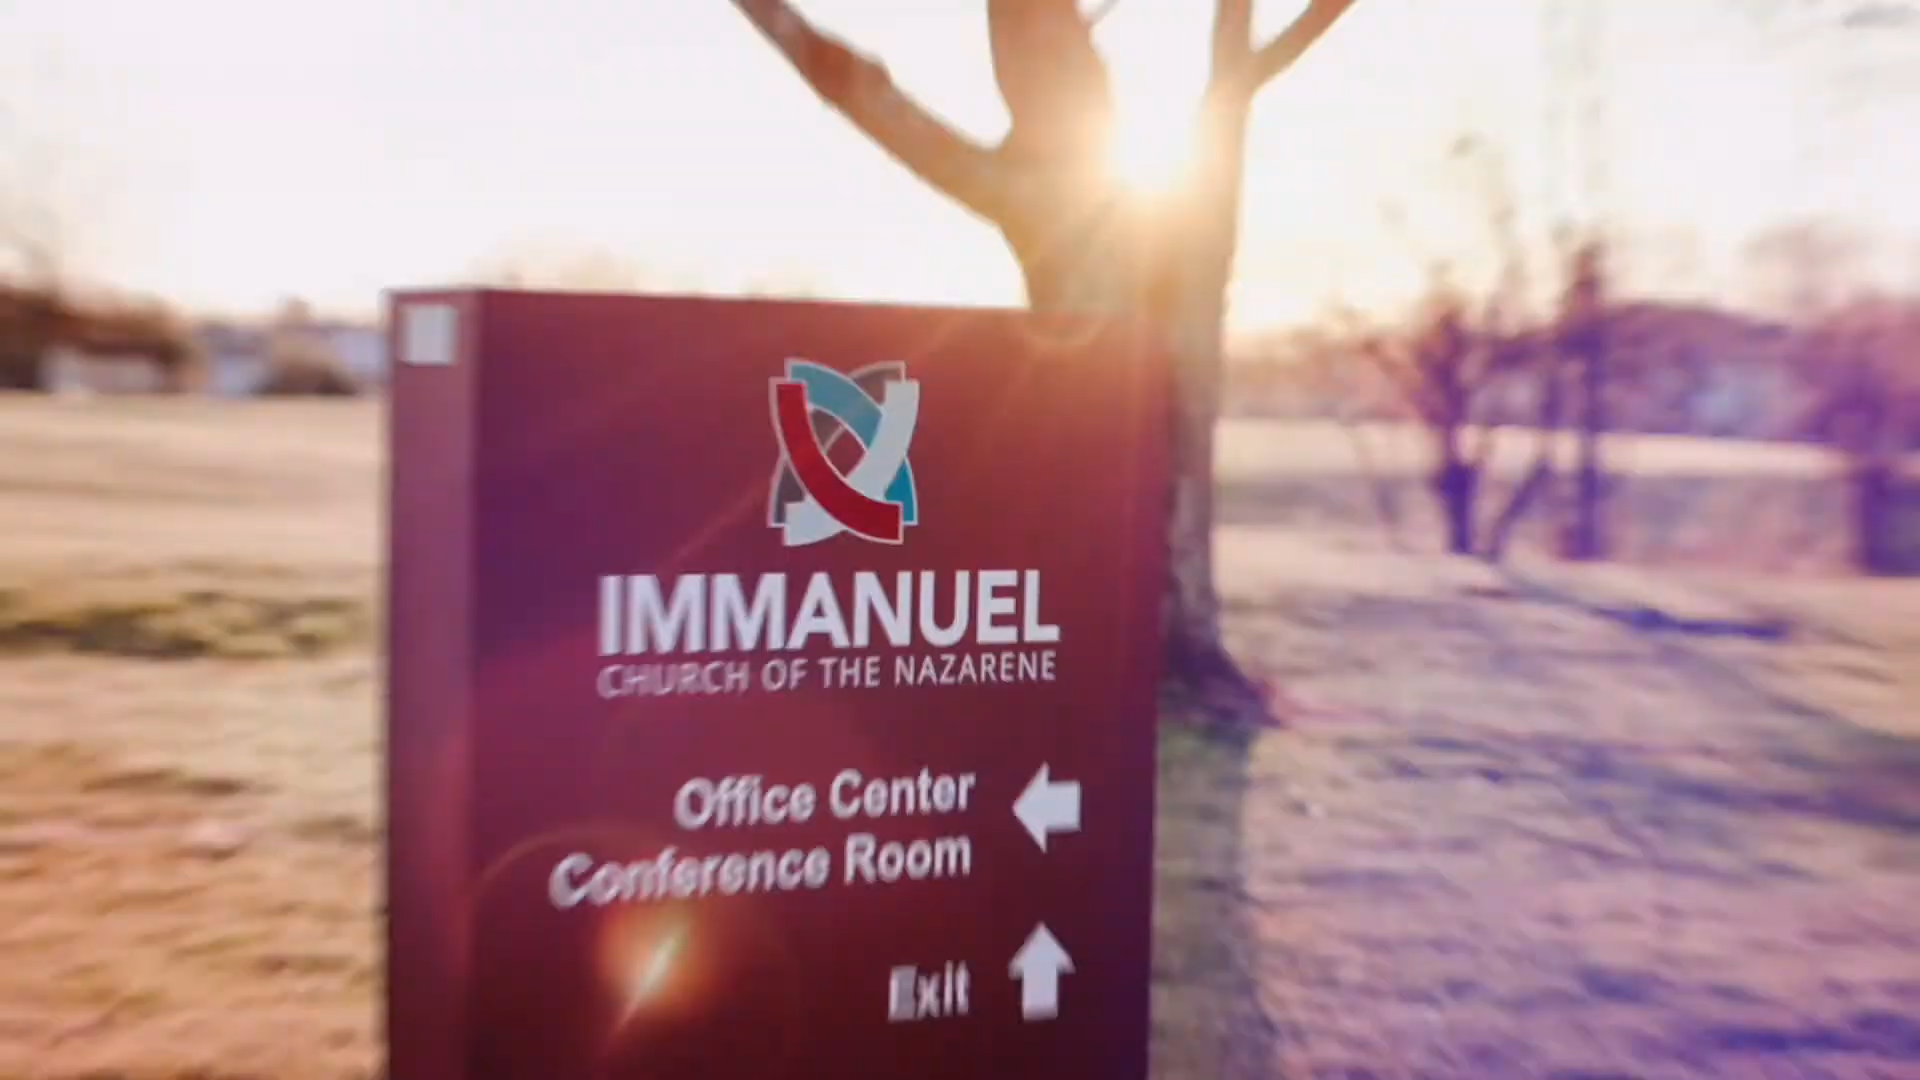 IMMANUEL
CHURCH OF THE NAZARENE
Office Center
Conference Room
Exit